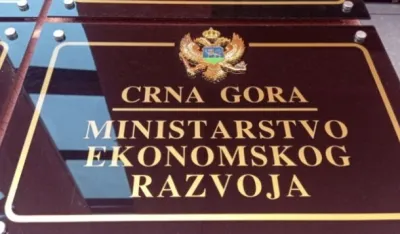 CRNA GORA
MINISTARSTVO
EKONOMSKOG
RAZVOJA